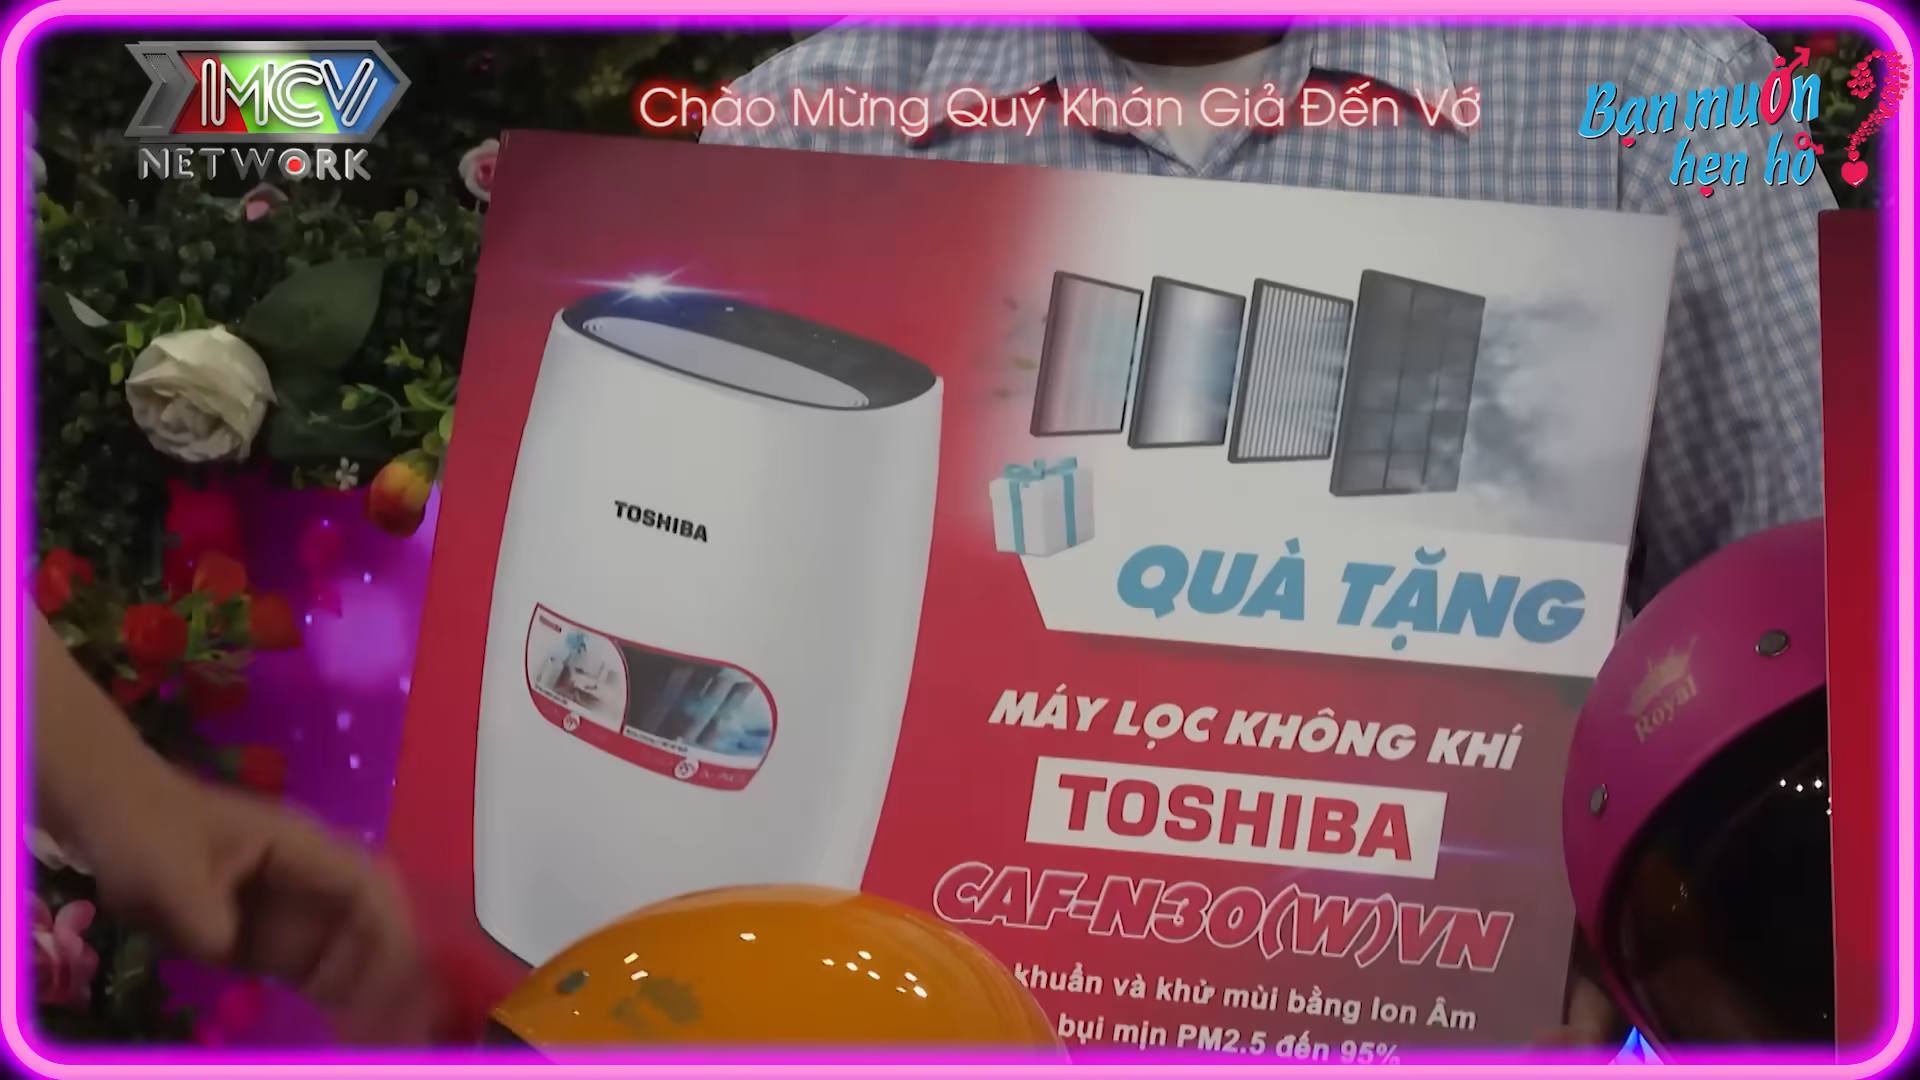 MCV
NETWORK
Chào Mừng Quý Khán Giả Đến Vớ
Bạn muốn
hẹn hò
?
TOSHIBA
QUÀ TẶNG
MÁY LỌC KHÔNG KHÍ
TOSHIBA
CAF-N30(W)VN
khuẩn và khử mùi bằng Ion Âm
bụi mịn PM2.5 đến 95%
Royal